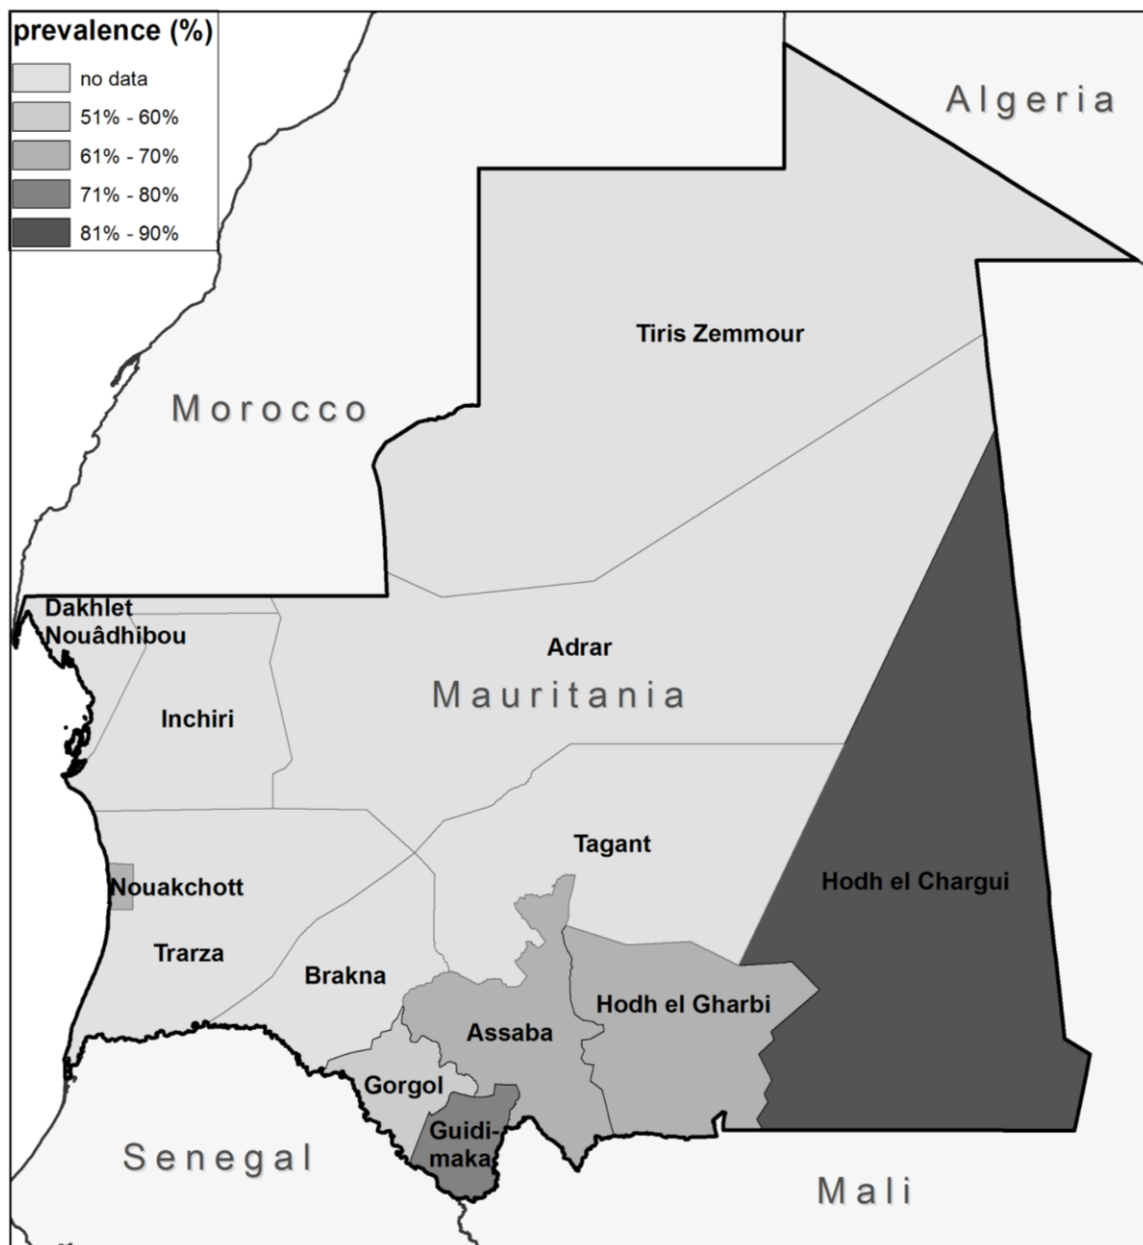 prevalence (%)
no data
51% - 60%
61% - 70%
71% - 80%
81% - 90%
Algeria
Tiris Zemmour
Morocco
Dakhlet
Nouâdhibou
Adrar
Mauritania
Inchiri
Tagant
Hodh el Chargui
Nouakchott
Trarza
Brakna
Hodh el Gharbi
Assaba
Gorgol
Guidi-
maka
Senegal
Mali